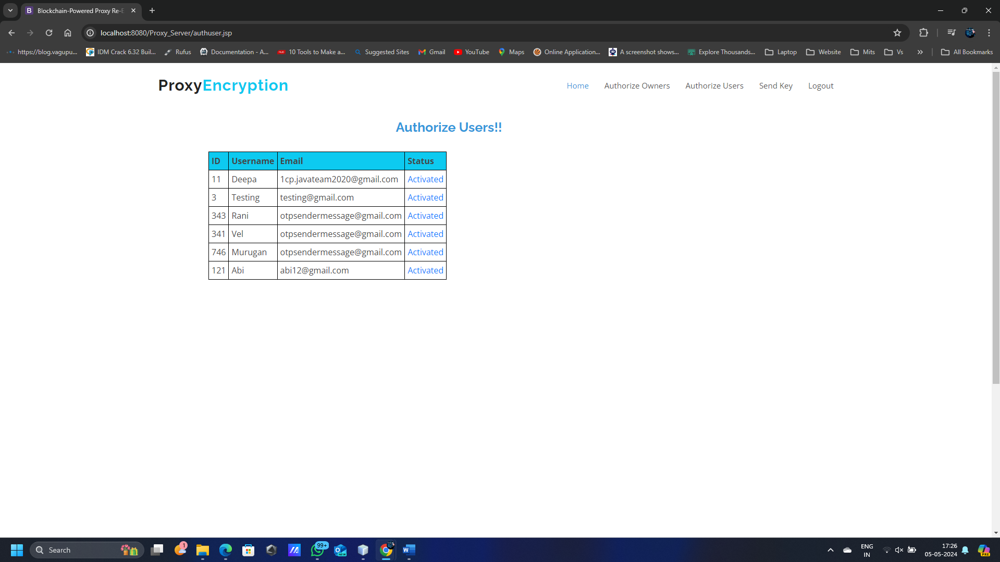 Blockchain-Powered Proxy Re-E
localhost:8080/Proxy_Server/authuser.jsp
https://blog.vagupu... IDM Crack 6.32 Buil... Rufus Documentation - A... 10 Tools to Make a... Suggested Sites Gmail YouTube Maps Online Application... A screenshot shows... Explore Thousands... Laptop Website Mits Vs All Bookmarks
ProxyEncryption Home Authorize Owners Authorize Users Send Key Logout
Authorize Users!!
ID Username Email Status
11 Deepa 1cp.javateam2020@gmail.com Activated
3 Testing testing@gmail.com Activated
343 Rani otpsendermessage@gmail.com Activated
341 Vel otpsendermessage@gmail.com Activated
746 Murugan otpsendermessage@gmail.com Activated
121 Abi abi12@gmail.com Activated
Search 1 99+ ENG 17:26
IN 05-05-2024